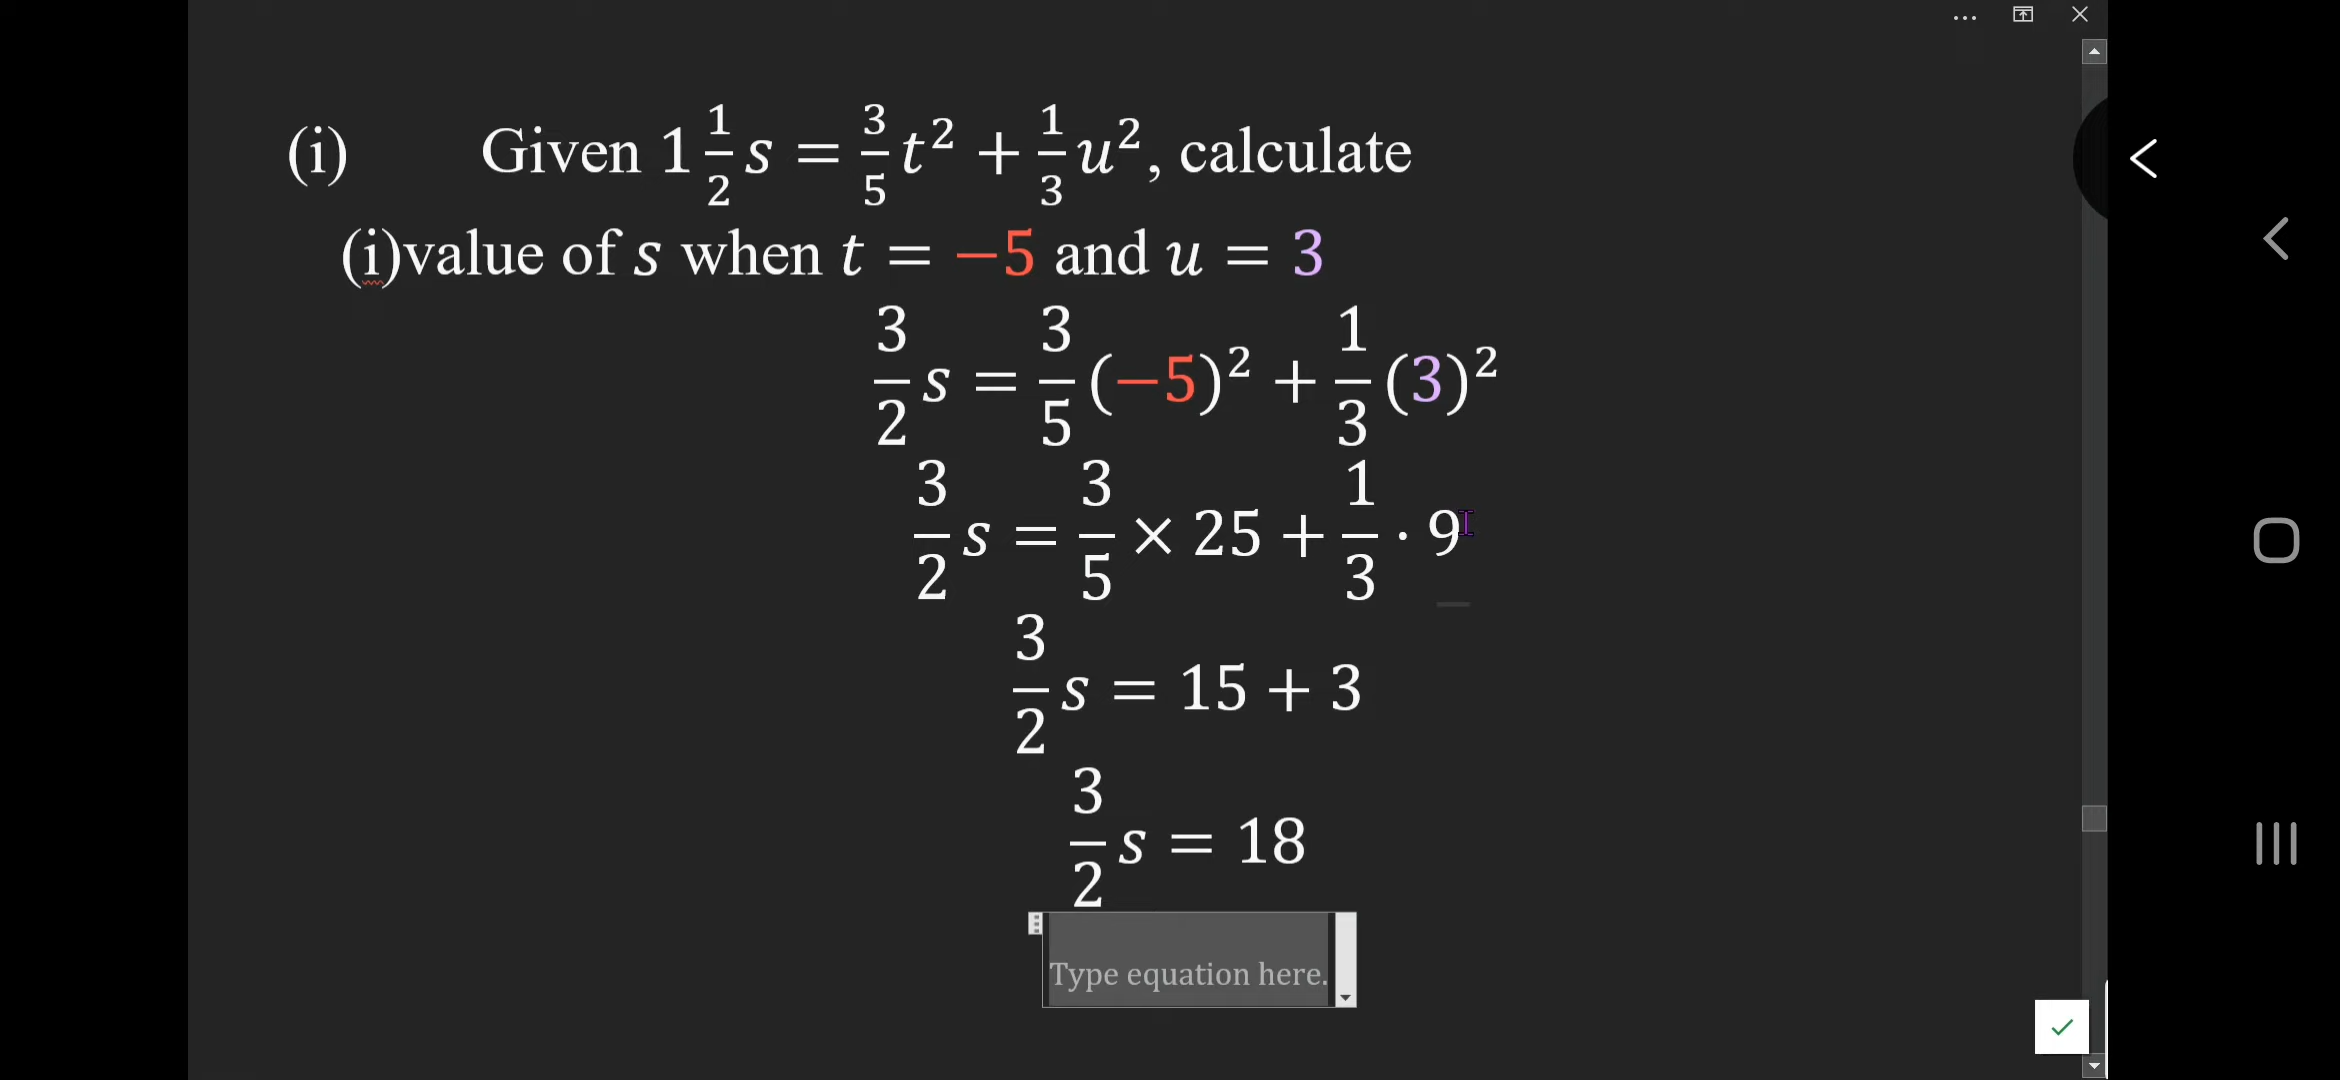 (i) Given 1 1/2 s = 3/5 t² + 1/3 u², calculate
(i)value of s when t = −5 and u = 3
3/2 s = 3/5 (−5)² + 1/3 (3)²
3/2 s = 3/5 × 25 + 1/3 · 9
3/2 s = 15 + 3
3/2 s = 18
Type equation here.